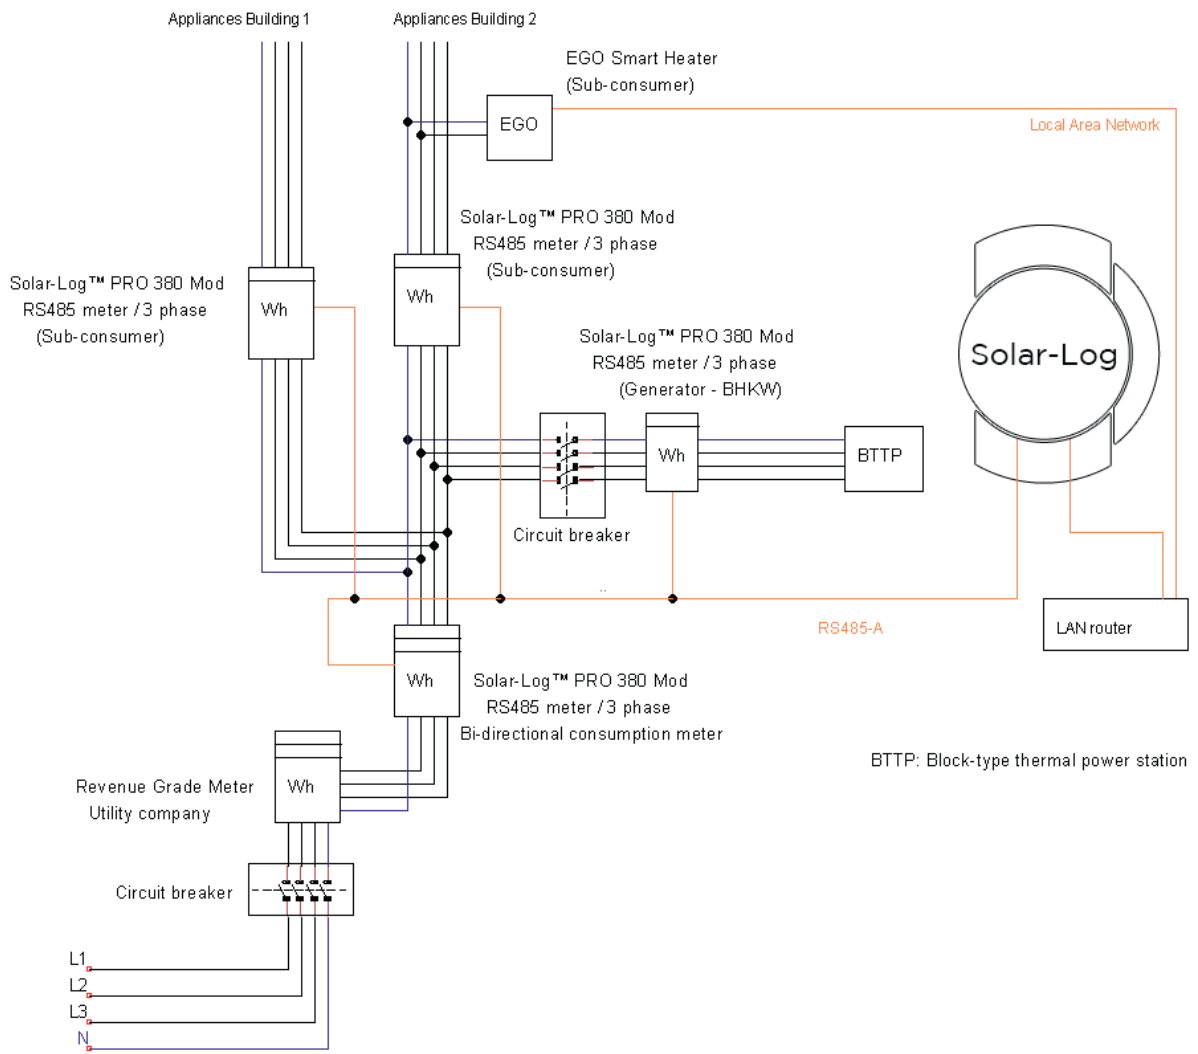 Appliances Building 1
Appliances Building 2
EGO Smart Heater
(Sub-consumer)
EGO
Local Area Network
Solar-Log™ PRO 380 Mod
RS485 meter / 3 phase
(Sub-consumer)
Wh
Solar-Log™ PRO 380 Mod
RS485 meter / 3 phase
(Sub-consumer)
Wh
Solar-Log™ PRO 380 Mod
RS485 meter / 3 phase
(Generator - BHKW)
Wh
BTTP
Solar-Log
Circuit breaker
RS485-A
LAN router
Wh
Solar-Log™ PRO 380 Mod
RS485 meter / 3 phase
Bi-directional consumption meter
BTTP: Block-type thermal power station
Revenue Grade Meter
Utility company
Wh
Circuit breaker
L1
L2
L3
N